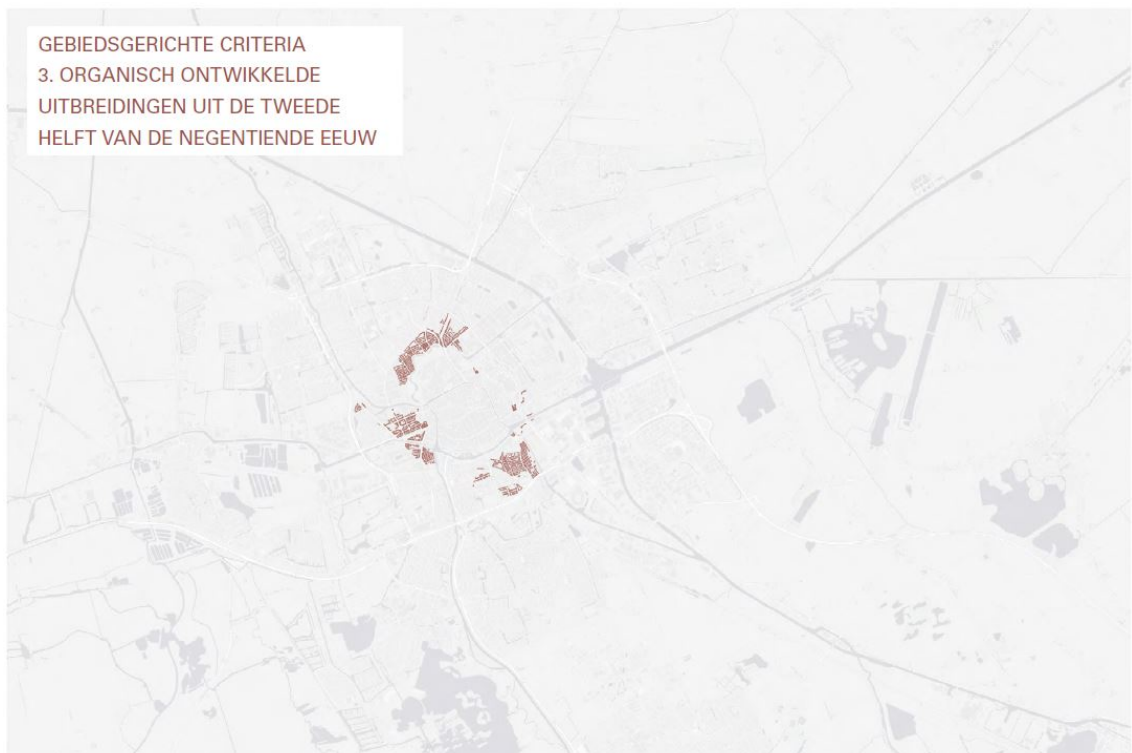 GEBIEDSGERICHTE CRITERIA
3. ORGANISCH ONTWIKKELDE
UITBREIDINGEN UIT DE TWEEDE
HELFT VAN DE NEGENTIENDE EEUW